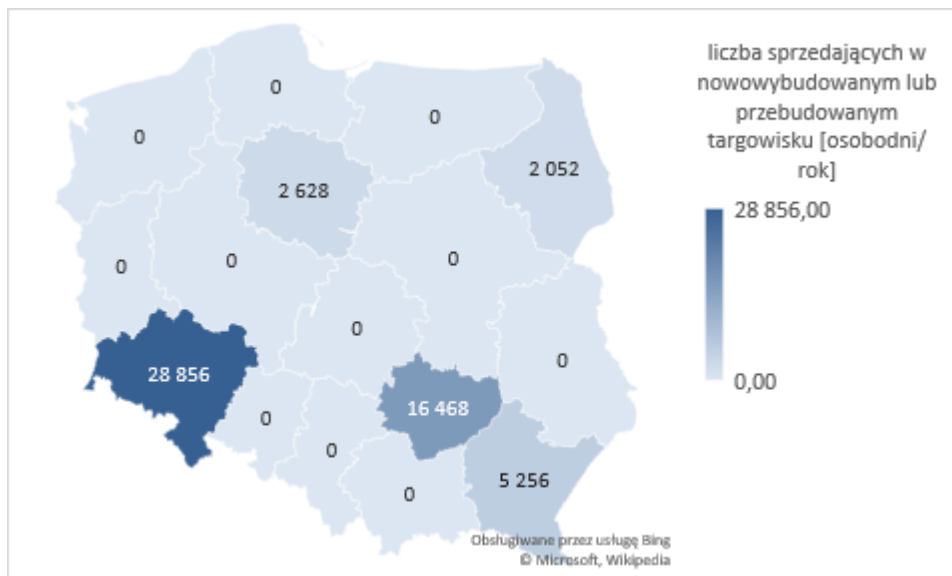 liczba sprzedających w
nowowybudowanym lub
przebudowanym
targowisku [osobodni/
rok]
28 856,00
0,00
0
0
0
2 628
2 052
0
0
0
0
28 856
0
16 468
0
0
5 256
0
Obsługiwane przez usługę Bing
© Microsoft, Wikipedia